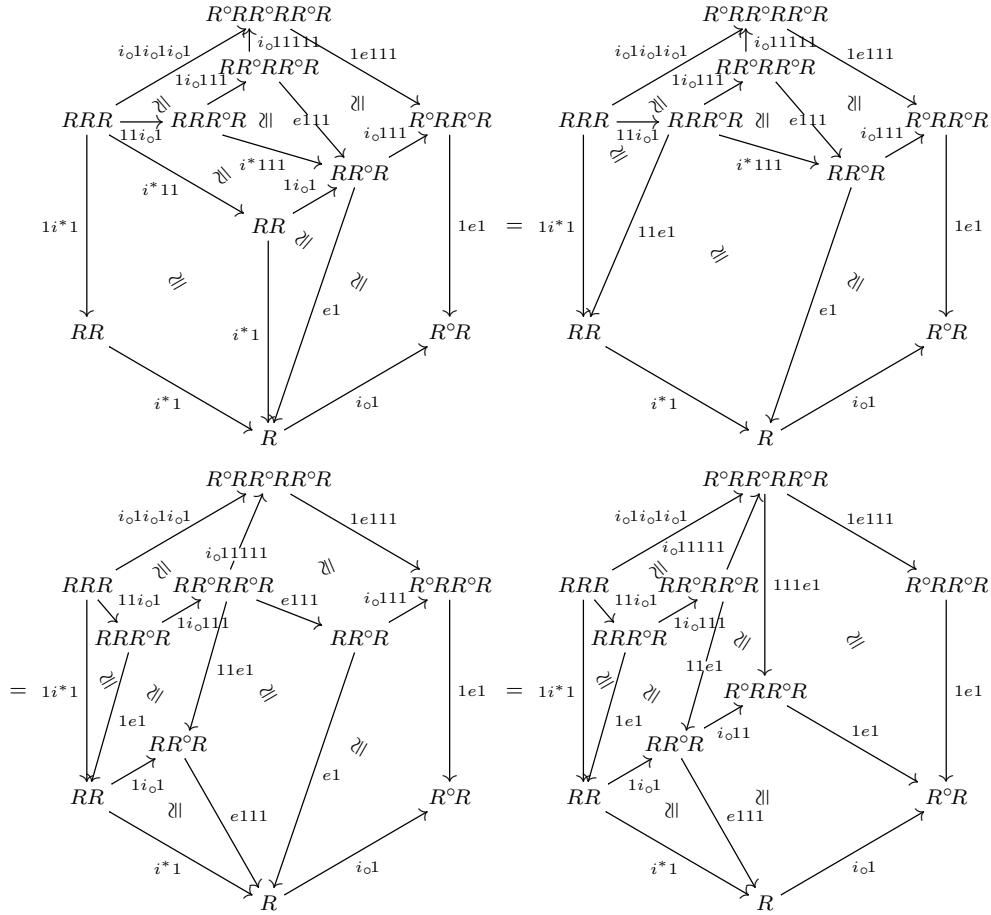 R°RR°RR°R R°RR°RR°R
i∘1i∘1i∘1 i∘11111 1e111 i∘1i∘1i∘1 i∘11111 1e111
RR°RR°R RR°RR°R
1i∘111 1i∘111
≅ ≅ ≅ ≅
RRR 11i∘1 RRR°R ≅ e111 R°RR°R RRR 11i∘1 RRR°R ≅ e111 R°RR°R
i∘111 i∘111
≅
i*111 i*111
RR°R RR°R
≅ 1i∘1
i*11
1i*1 RR 1e1 = 1i*1 11e1 1e1
≅ ≅
≅ ≅ ≅
i*1 e1 e1
RR R°R RR R°R
i*1 i∘1 i*1 i∘1
R R
R°RR°RR°R R°RR°RR°R
i∘1i∘1i∘1 1e111 i∘1i∘1i∘1 1e111
i∘11111 i∘11111
≅ ≅ ≅
RRR RR°RR°R R°RR°R RRR RR°RR°R 111e1 R°RR°R
11i∘1 e111 i∘111 11i∘1
1i∘111 1i∘111
RRR°R RR°R RRR°R ≅ ≅
11e1 11e1
≅ ≅
= 1i*1 ≅ ≅ 1e1 = 1i*1 ≅ R°RR°R 1e1
1e1 1e1
i∘11 1e1
RR°R ≅ RR°R
e1
1i∘1 1i∘1
RR R°R RR R°R
≅ e111 ≅ e111 ≅
i*1 i∘1 i*1 i∘1
R R